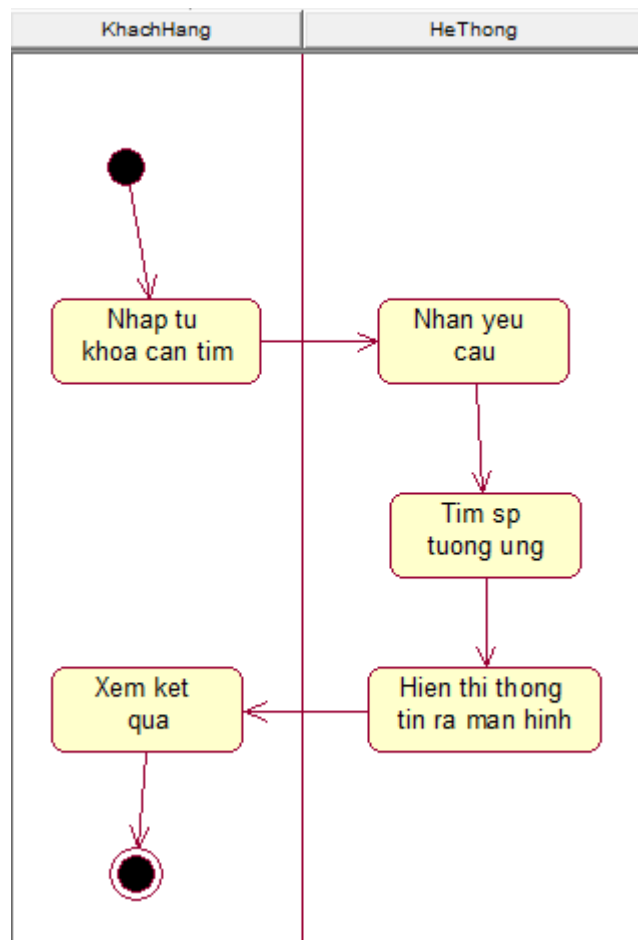 KhachHang
HeThong
Nhap tu
khoa can tim
Nhan yeu
cau
Tim sp
tuong ung
Hien thi thong
tin ra man hinh
Xem ket
qua